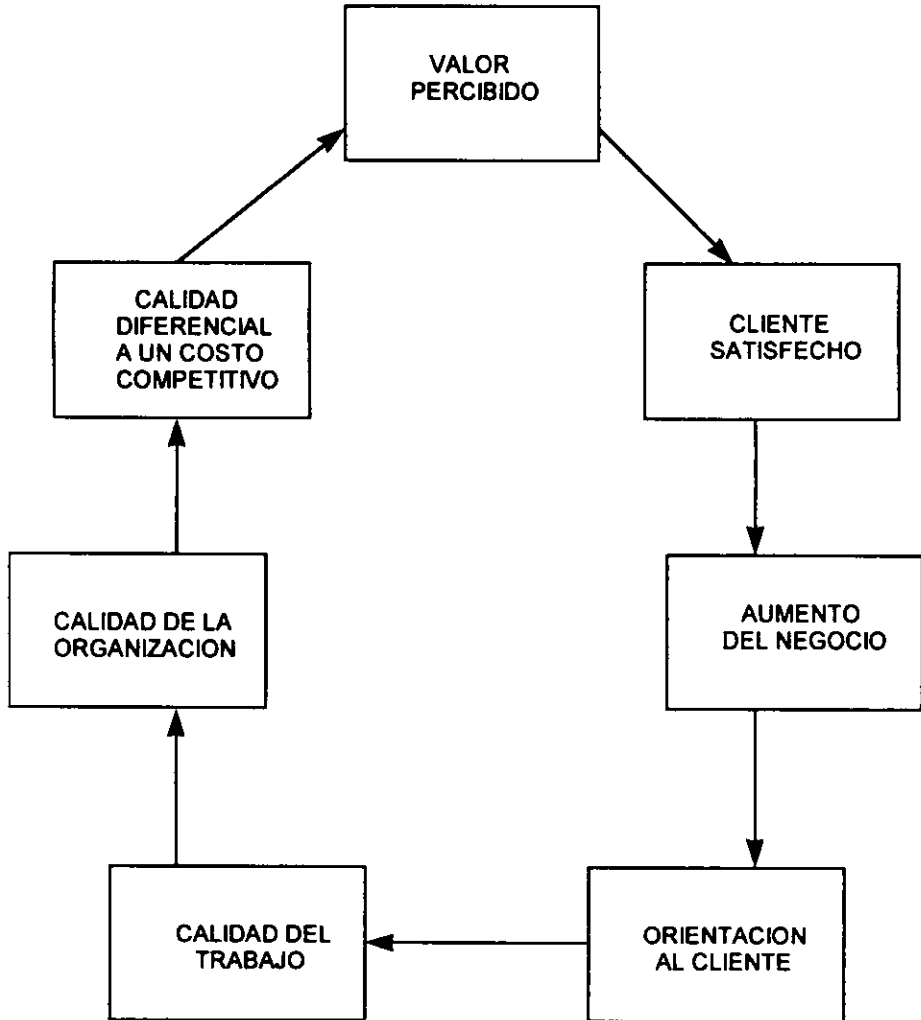 VALOR
PERCIBIDO
CALIDAD
DIFERENCIAL
A UN COSTO
COMPETITIVO
CLIENTE
SATISFECHO
CALIDAD DE LA
ORGANIZACION
AUMENTO
DEL NEGOCIO
CALIDAD DEL
TRABAJO
ORIENTACION
AL CLIENTE